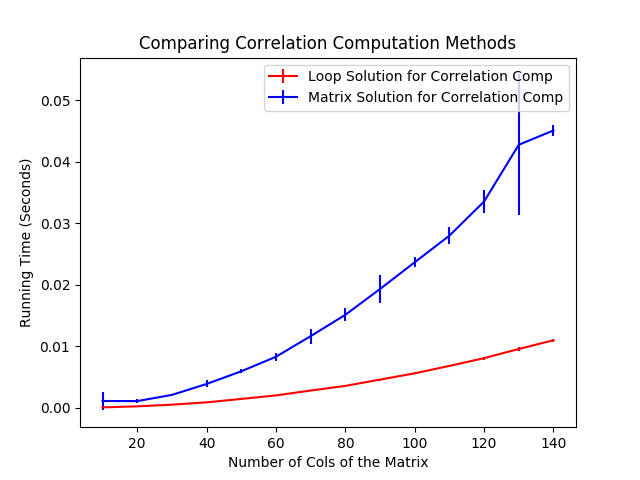 Comparing Correlation Computation Methods
Loop Solution for Correlation Comp
Matrix Solution for Correlation Comp
0.05
0.04
0.03
0.02
0.01
0.00
Running Time (Seconds)
20 40 60 80 100 120 140
Number of Cols of the Matrix